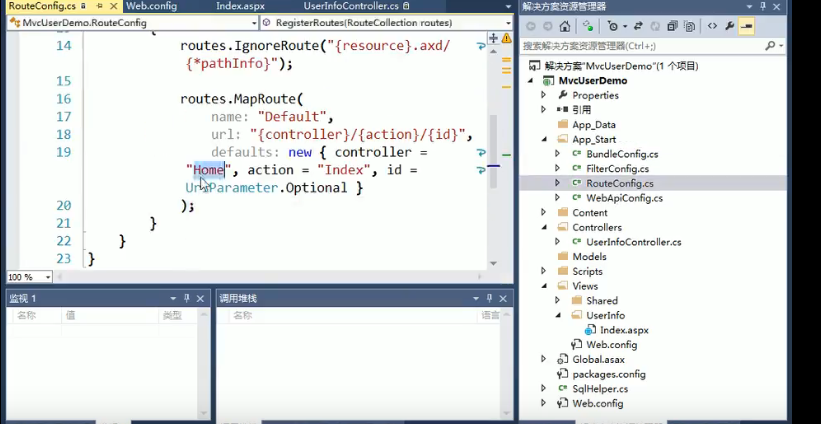 RouteConfig.cs
Web.config
Index.aspx
UserInfoController.cs
MvcUserDemo.RouteConfig
RegisterRoutes(RouteCollection routes)
14 routes.IgnoreRoute("{resource}.axd/
{*pathInfo}");
15
16 routes.MapRoute(
17 name: "Default",
18 url: "{controller}/{action}/{id}",
19 defaults: new { controller =
"Home", action = "Index", id =
UrlParameter.Optional }
20 );
21 }
22 }
23 }
100 %
监视 1
名称 值 类型
调用堆栈
名称 语言
解决方案资源管理器
搜索解决方案资源管理器(Ctrl+;)
解决方案"MvcUserDemo"(1 个项目)
MvcUserDemo
Properties
引用
App_Data
App_Start
BundleConfig.cs
FilterConfig.cs
RouteConfig.cs
WebApiConfig.cs
Content
Controllers
UserInfoController.cs
Models
Scripts
Views
Shared
UserInfo
Index.aspx
Web.config
Global.asax
packages.config
SqlHelper.cs
Web.config